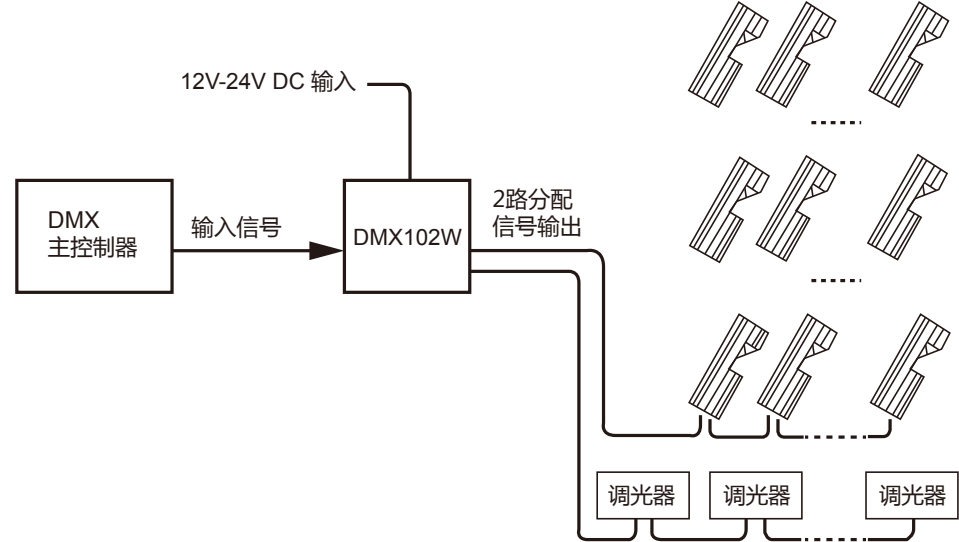 12V-24V DC 输入
DMX
主控制器
输入信号
DMX102W
2路分配
信号输出
调光器
调光器
调光器